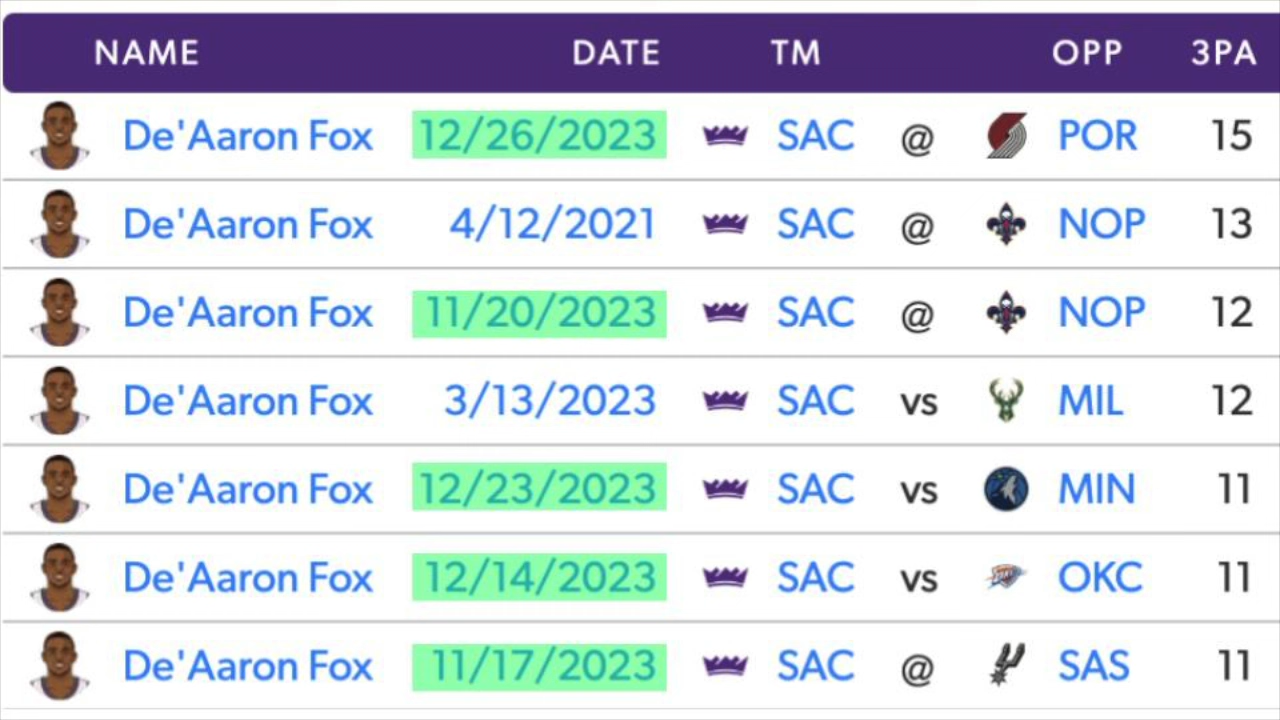 NAME DATE TM OPP 3PA
De'Aaron Fox 12/26/2023 SAC @ POR 15
De'Aaron Fox 4/12/2021 SAC @ NOP 13
De'Aaron Fox 11/20/2023 SAC @ NOP 12
De'Aaron Fox 3/13/2023 SAC vs MIL 12
De'Aaron Fox 12/23/2023 SAC vs MIN 11
De'Aaron Fox 12/14/2023 SAC vs OKC 11
De'Aaron Fox 11/17/2023 SAC @ SAS 11